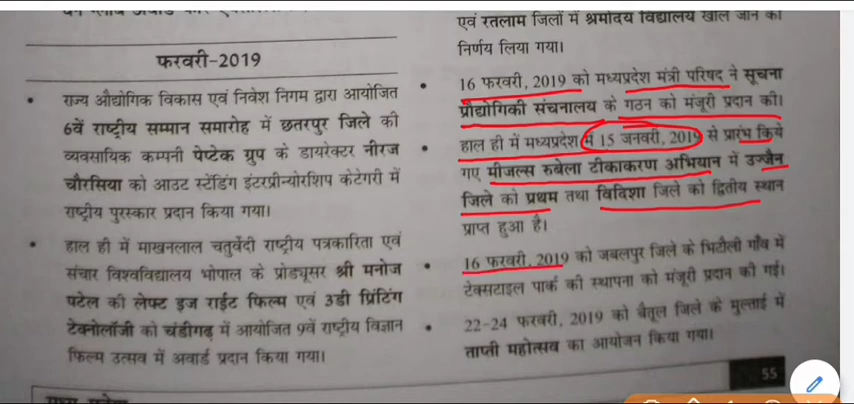 फरवरी-2019
राज्य औद्योगिक विकास एवं निवेश निगम द्वारा आयोजित
6वें राष्ट्रीय सम्मान समारोह में छतरपुर जिले की
व्यवसायिक कम्पनी पेप्टेक ग्रुप के डायरेक्टर नीरज
चौरसिया को आउट स्टेंडिंग इंटरप्रीन्योरशिप केटेगरी में
राष्ट्रीय पुरस्कार प्रदान किया गया।
हाल ही में माखनलाल चतुर्वेदी राष्ट्रीय पत्रकारिता एवं
संचार विश्वविद्यालय भोपाल के प्रोड्यूसर श्री मनोज
पटेल की लेफ्ट इज राईट फिल्म एवं 3डी प्रिंटिंग
टेक्नोलॉजी को चंडीगढ़ में आयोजित 9वें राष्ट्रीय विज्ञान
फिल्म उत्सव में अवार्ड प्रदान किया गया।
एवं रतलाम जिलों में श्रमोदय विद्यालय खोले जाने का
निर्णय लिया गया।
16 फरवरी, 2019 को मध्यप्रदेश मंत्री परिषद ने सूचना
प्रौद्योगिकी संचनालय के गठन को मंजूरी प्रदान की।
हाल ही में मध्यप्रदेश में 15 जनवरी, 2019 से प्रारंभ किये
गए मीजल्स रुबेला टीकाकरण अभियान में उज्जैन
जिले को प्रथम तथा विदिशा जिले को द्वितीय स्थान
प्राप्त हुआ है।
16 फरवरी, 2019 को जबलपुर जिले के भिटौली गाँव में
टेक्सटाइल पार्क की स्थापना को मंजूरी प्रदान की गई।
22-24 फरवरी, 2019 को बैतूल जिले के मुल्ताई में
ताप्ती महोत्सव का आयोजन किया गया।
55